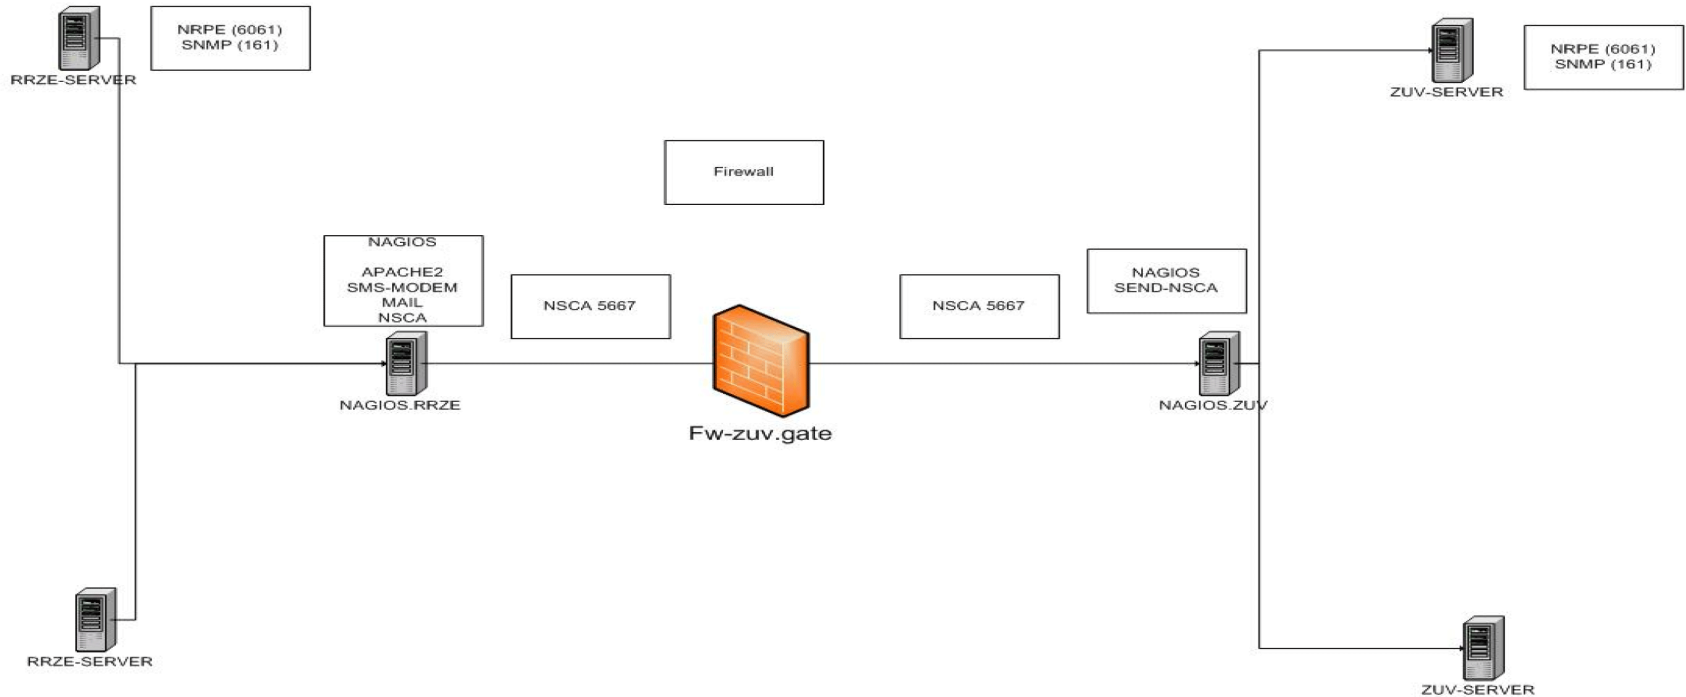 NRPE (6061)
SNMP (161)
RRZE-SERVER
NRPE (6061)
SNMP (161)
ZUV-SERVER
Firewall
NAGIOS
APACHE2
SMS-MODEM
MAIL
NSCA
NSCA 5667
NSCA 5667
NAGIOS
SEND-NSCA
NAGIOS.RRZE
Fw-zuv.gate
NAGIOS.ZUV
RRZE-SERVER
ZUV-SERVER